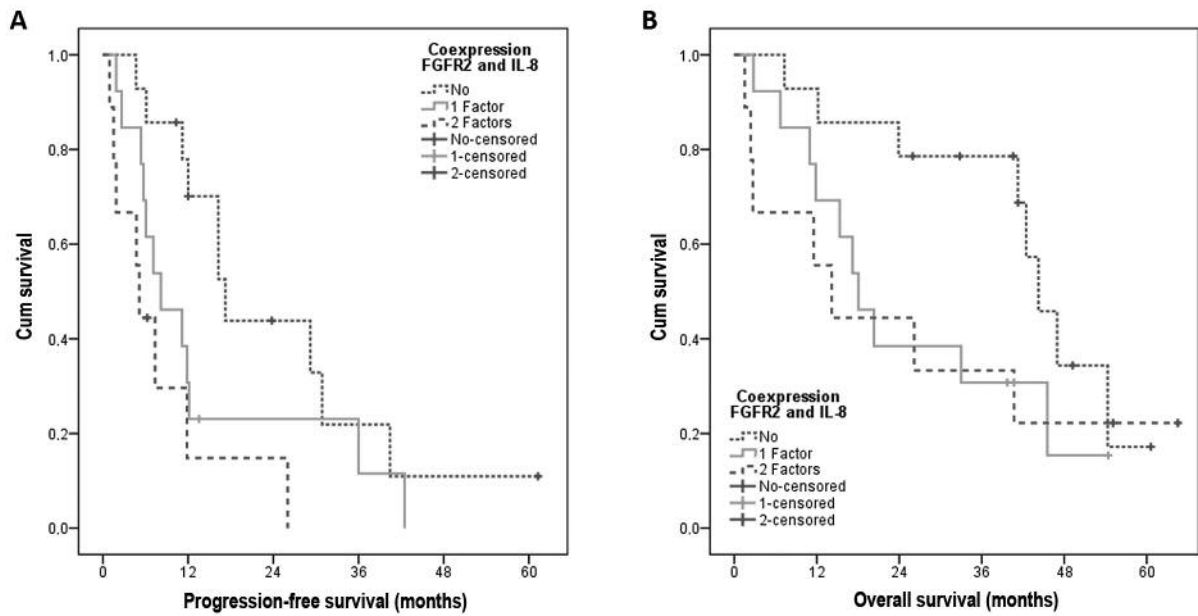 A
Coexpression
FGFR2 and IL-8
No
1 Factor
2 Factors
No-censored
1-censored
2-censored
1.0
0.8
0.6
0.4
0.2
0.0
Cum survival
0 12 24 36 48 60
Progression-free survival (months)
B
Coexpression
FGFR2 and IL-8
No
1 Factor
2 Factors
No-censored
1-censored
2-censored
1.0
0.8
0.6
0.4
0.2
0.0
Cum survival
0 12 24 36 48 60
Overall survival (months)